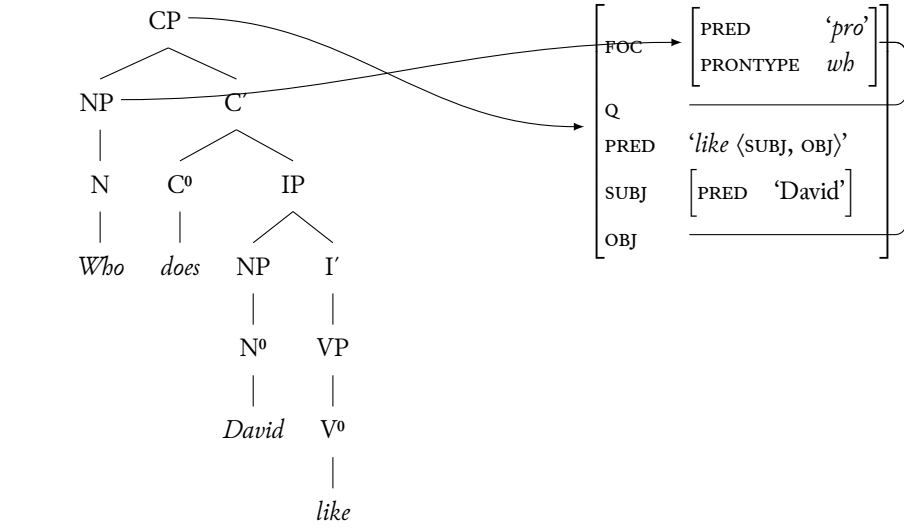 CP
NP C′
N C⁰ IP
Who does NP I′
N⁰ VP
David V⁰
like
FOC PRED ‘pro’
PRONTYPE wh
Q
PRED ‘like ⟨SUBJ, OBJ⟩’
SUBJ PRED ‘David’
OBJ